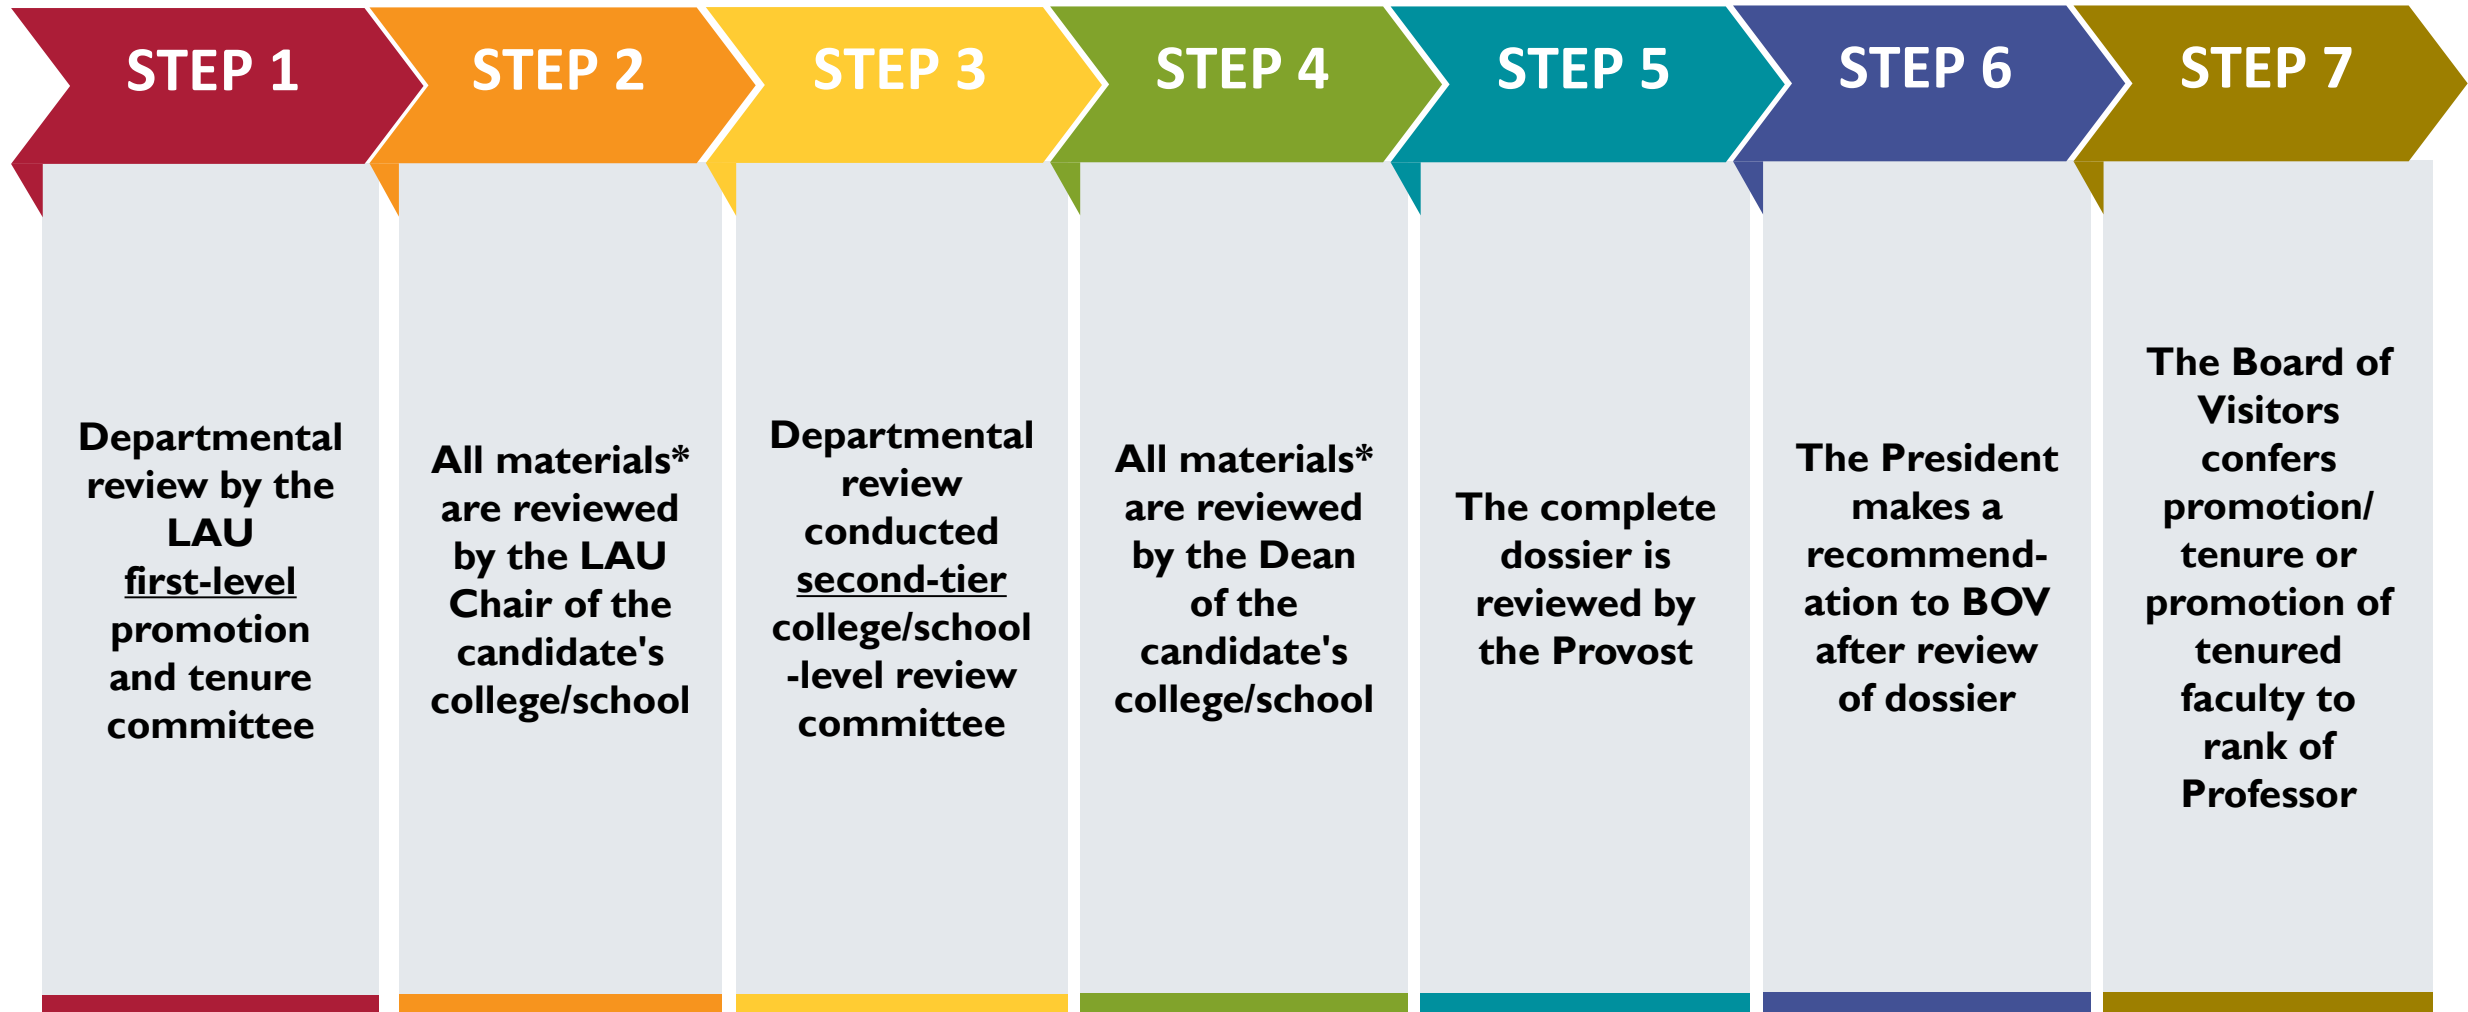 STEP 1
Departmental
review by the
LAU
first-level
promotion
and tenure
committee
STEP 2
All materials*
are reviewed
by the LAU
Chair of the
candidate's
college/school
STEP 3
Departmental
review
conducted
second-tier
college/school
-level review
committee
STEP 4
All materials*
are reviewed
by the Dean
of the
candidate's
college/school
STEP 5
The complete
dossier is
reviewed by
the Provost
STEP 6
The President
makes a
recommend-
ation to BOV
after review
of dossier
STEP 7
The Board of
Visitors
confers
promotion/
tenure or
promotion of
tenured
faculty to
rank of
Professor